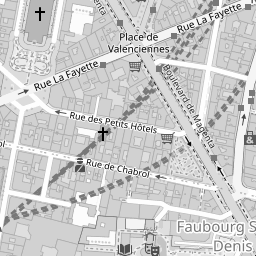 Place de
Valenciennes
Rue La Fayette
Rue La Fayette
Boulevard de Magenta
Rue des Petits Hôtels
Rue de Chabrol
Faubourg S
Denis